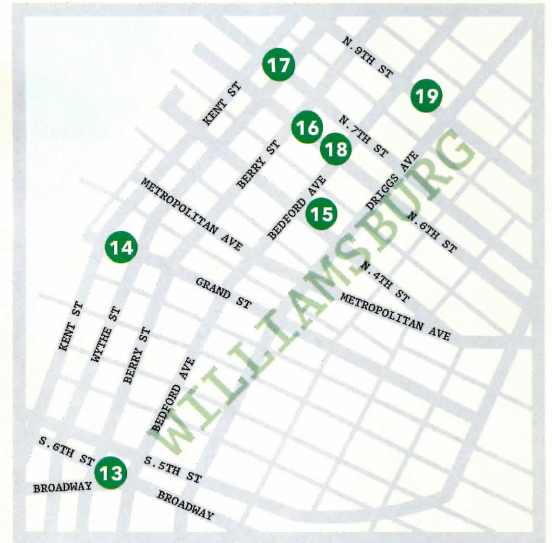 N.9TH ST
17
KENT ST
19
16
N.7TH ST
18
BERRY ST
DRIGGS AVE
METROPOLITAN AVE
BEDFORD AVE
15
N.6TH ST
14
N.4TH ST
GRAND ST
METROPOLITAN AVE
WILLIAMSBURG
KENT ST
WYTHE ST
BERRY ST
BEDFORD AVE
S.6TH ST
13
S.5TH ST
BROADWAY
BROADWAY